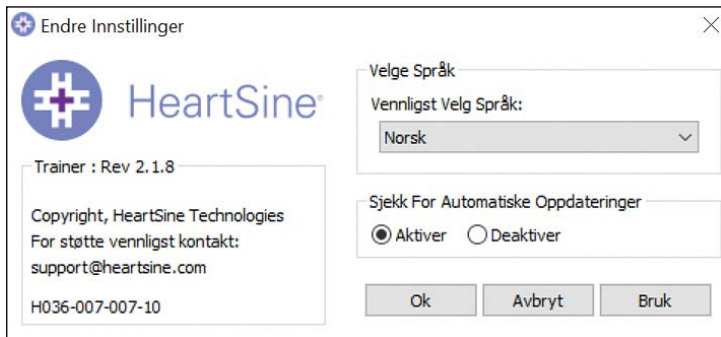 Endre Innstillinger
HeartSine®
Trainer : Rev 2.1.8
Copyright, HeartSine Technologies
For støtte vennligst kontakt:
support@heartsine.com
H036-007-007-10
Velge Språk
Vennligst Velg Språk:
Norsk
Sjekk For Automatiske Oppdateringer
Aktiver Deaktiver
Ok Avbryt Bruk